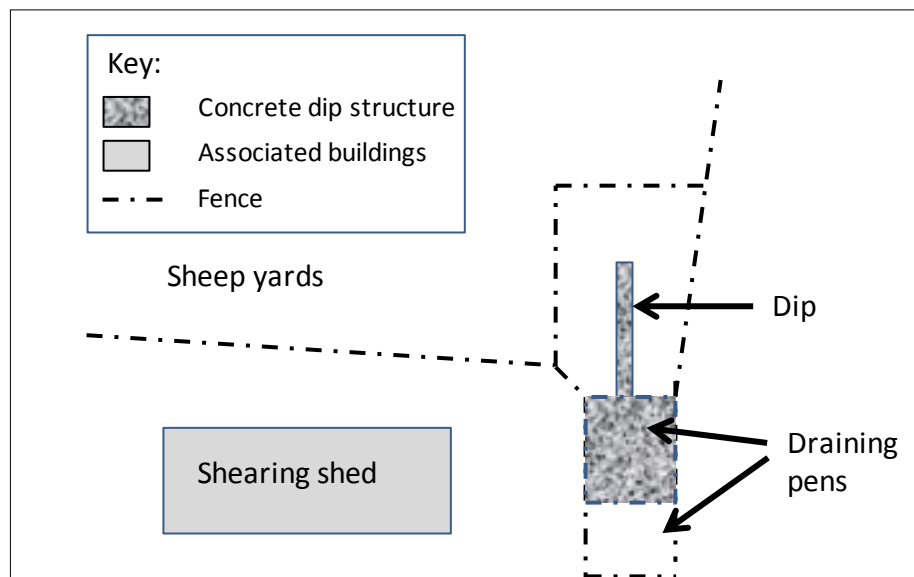 Key:
Concrete dip structure
Associated buildings
Fence
Sheep yards
Dip
Shearing shed
Draining
pens